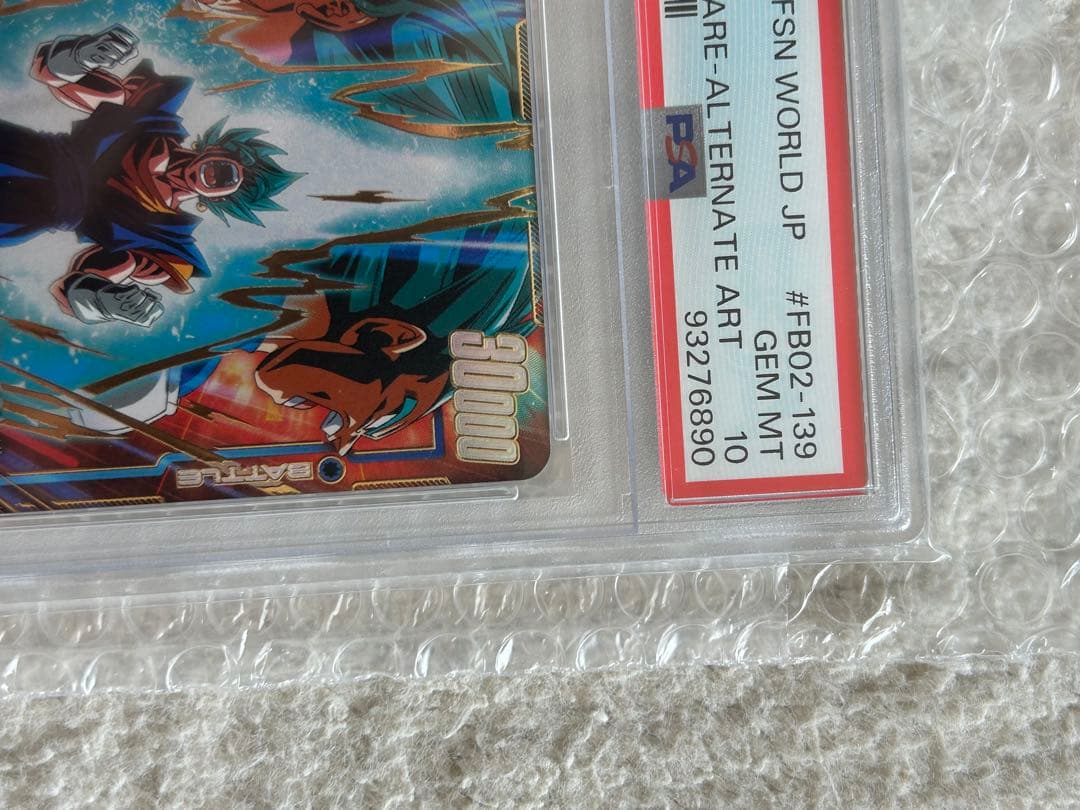 FSN WORLD JP #FB02-139
GEM MT
ARE-ALTERNATE ART 10
PSA 93276890
30000
BATTLE